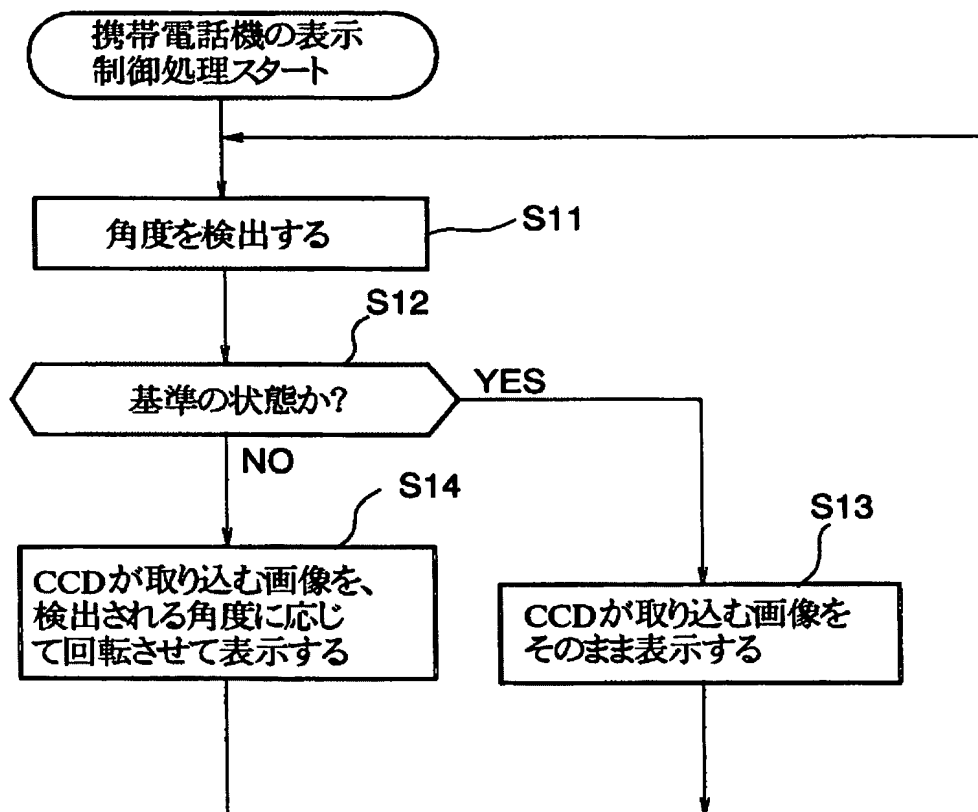 携帯電話機の表示
制御処理スタート
角度を検出する
S11
S12
基準の状態か?
YES
NO
S14
S13
CCDが取り込む画像を、
検出される角度に応じ
て回転させて表示する
CCDが取り込む画像を
そのまま表示する